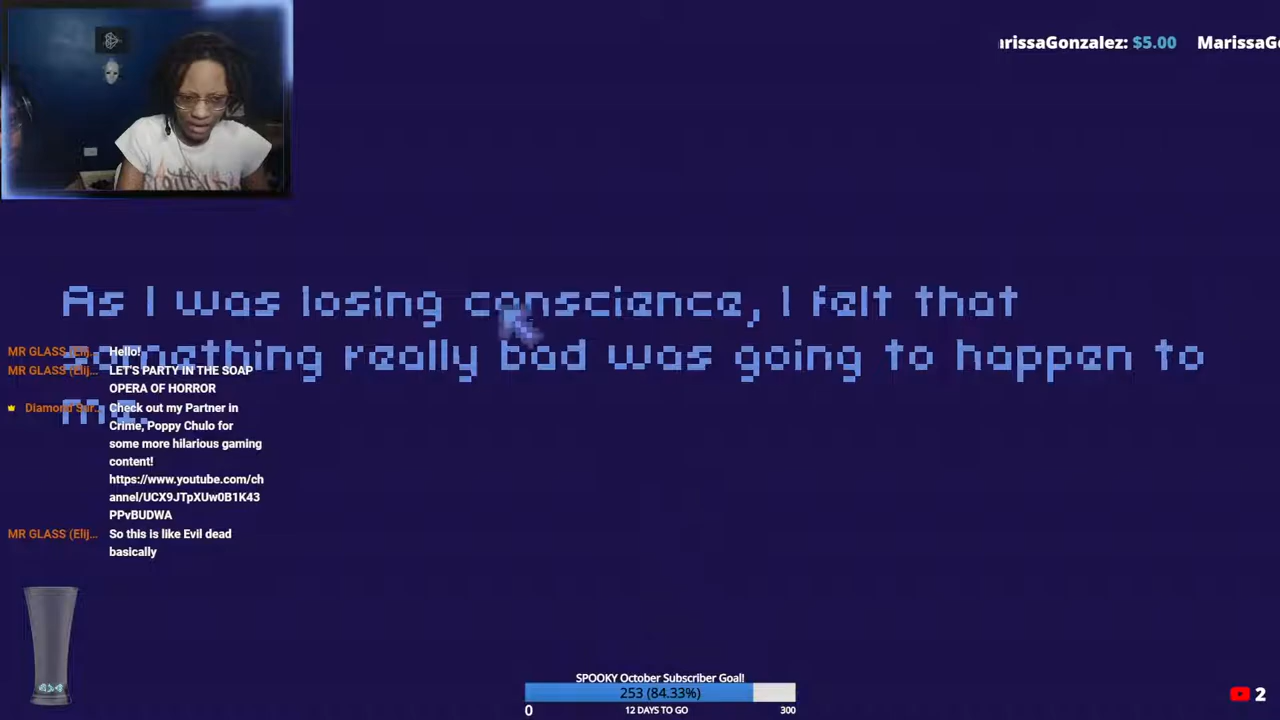 arissaGonzalez: $5.00 MarissaG
As I was losing conscience, I felt that
something really bad was going to happen to
me.
MR GLASS (Elij... Hello!
MR GLASS (Elij... LET'S PARTY IN THE SOAP
OPERA OF HORROR
Diamond Check out my Partner in
Crime, Poppy Chulo for
some more hilarious gaming
content!
https://www.youtube.com/ch
annel/UCX9JTpXUw0B1K43
PPvBUDWA
MR GLASS (Elij... So this is like Evil dead
basically
SPOOKY October Subscriber Goal!
253 (84.33%)
0 12 DAYS TO GO 300
2